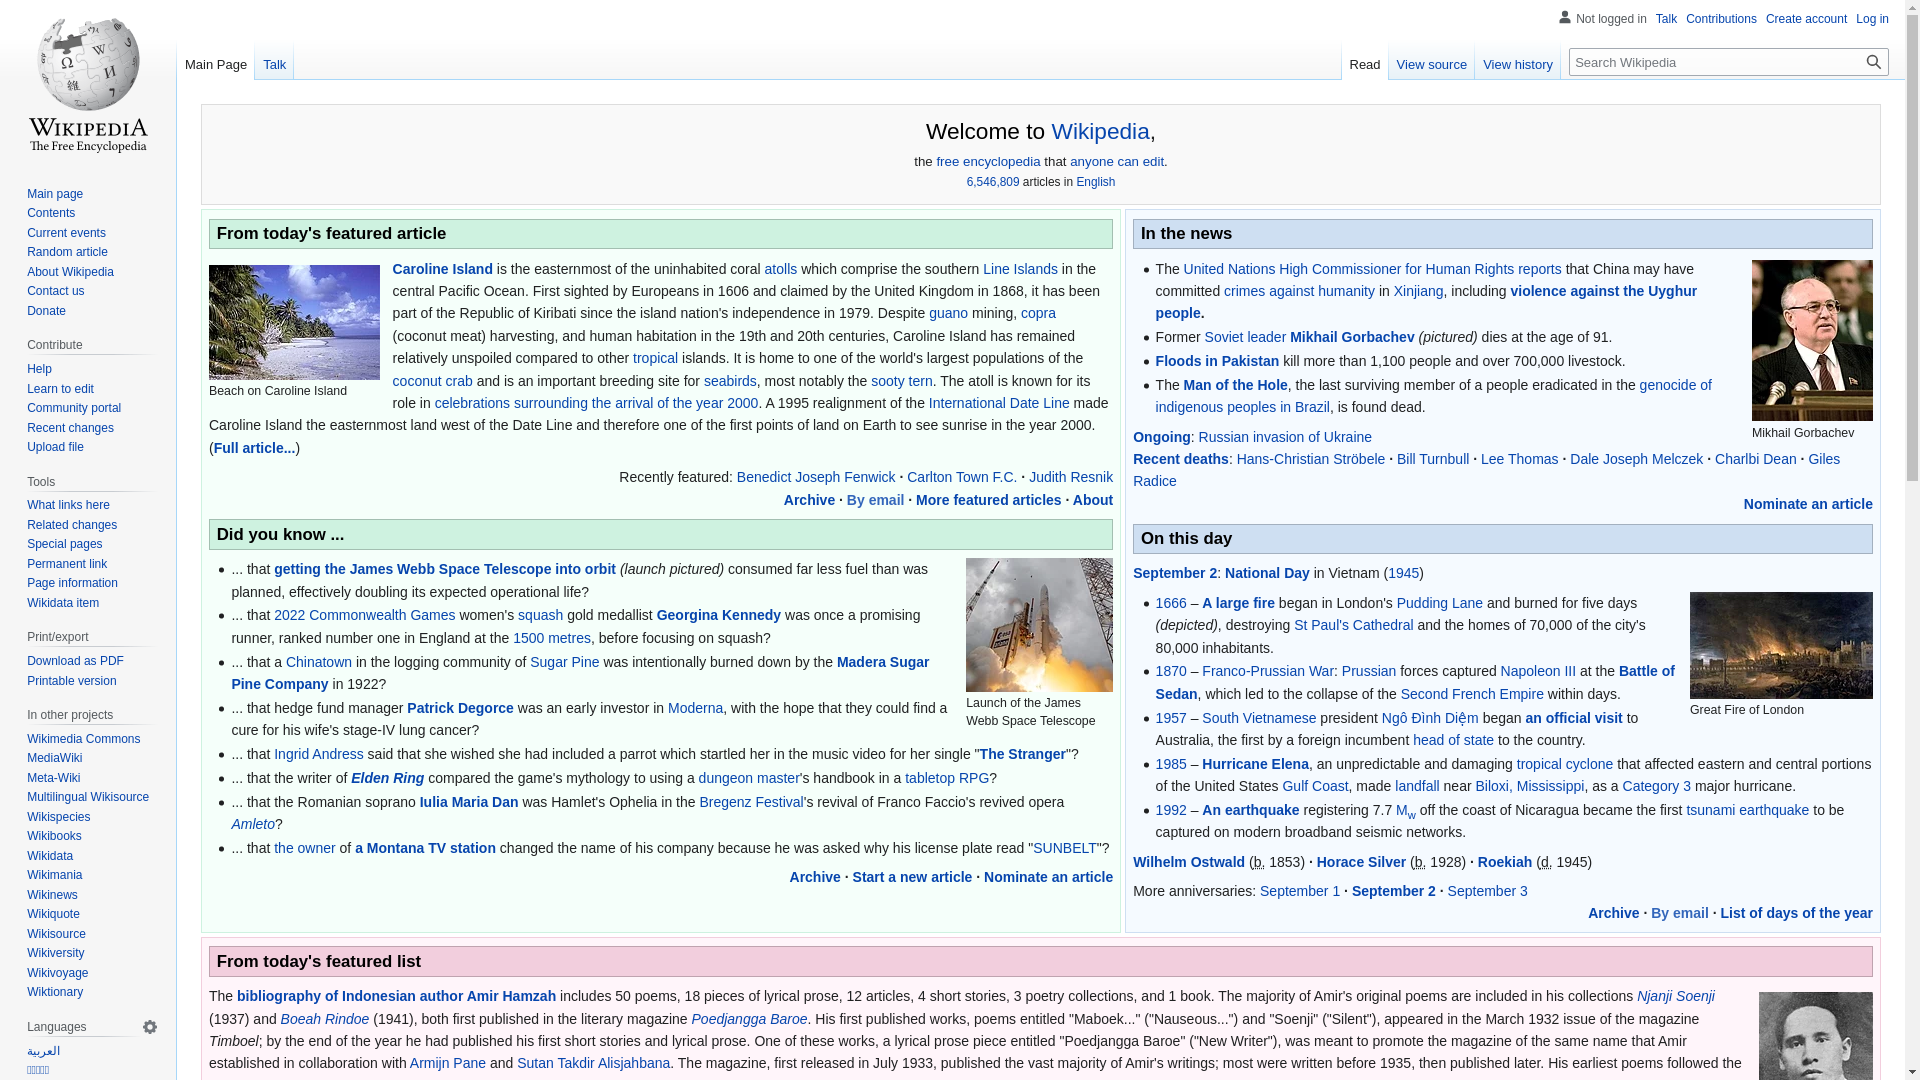 Not logged in Talk Contributions Create account Log in
Main Page Talk
Read View source View history Search Wikipedia
WIKIPEDIA
The Free Encyclopedia
Main page
Contents
Current events
Random article
About Wikipedia
Contact us
Donate
Contribute
Help
Learn to edit
Community portal
Recent changes
Upload file
Tools
What links here
Related changes
Special pages
Permanent link
Page information
Wikidata item
Print/export
Download as PDF
Printable version
In other projects
Wikimedia Commons
MediaWiki
Meta-Wiki
Multilingual Wikisource
Wikispecies
Wikibooks
Wikidata
Wikimania
Wikinews
Wikiquote
Wikisource
Wikiversity
Wikivoyage
Wiktionary
Languages
العربية
Welcome to Wikipedia,
the free encyclopedia that anyone can edit.
6,546,809 articles in English
From today's featured article
Beach on Caroline Island
Caroline Island is the easternmost of the uninhabited coral atolls which comprise the southern Line Islands in the
central Pacific Ocean. First sighted by Europeans in 1606 and claimed by the United Kingdom in 1868, it has been
part of the Republic of Kiribati since the island nation's independence in 1979. Despite guano mining, copra
(coconut meat) harvesting, and human habitation in the 19th and 20th centuries, Caroline Island has remained
relatively unspoiled compared to other tropical islands. It is home to one of the world's largest populations of the
coconut crab and is an important breeding site for seabirds, most notably the sooty tern. The atoll is known for its
role in celebrations surrounding the arrival of the year 2000. A 1995 realignment of the International Date Line made
Caroline Island the easternmost land west of the Date Line and therefore one of the first points of land on Earth to see sunrise in the year 2000.
(Full article...)
Recently featured: Benedict Joseph Fenwick · Carlton Town F.C. · Judith Resnik
Archive · By email · More featured articles · About
Did you know ...
... that getting the James Webb Space Telescope into orbit (launch pictured) consumed far less fuel than was
planned, effectively doubling its expected operational life?
... that 2022 Commonwealth Games women's squash gold medallist Georgina Kennedy was once a promising
runner, ranked number one in England at the 1500 metres, before focusing on squash?
... that a Chinatown in the logging community of Sugar Pine was intentionally burned down by the Madera Sugar
Pine Company in 1922?
... that hedge fund manager Patrick Degorce was an early investor in Moderna, with the hope that they could find a
cure for his wife's stage-IV lung cancer?
... that Ingrid Andress said that she wished she had included a parrot which startled her in the music video for her single "The Stranger"?
... that the writer of Elden Ring compared the game's mythology to using a dungeon master's handbook in a tabletop RPG?
... that the Romanian soprano Iulia Maria Dan was Hamlet's Ophelia in the Bregenz Festival's revival of Franco Faccio's revived opera
Amleto?
... that the owner of a Montana TV station changed the name of his company because he was asked why his license plate read "SUNBELT"?
Launch of the James
Webb Space Telescope
Archive · Start a new article · Nominate an article
In the news
The United Nations High Commissioner for Human Rights reports that China may have
committed crimes against humanity in Xinjiang, including violence against the Uyghur
people.
Former Soviet leader Mikhail Gorbachev (pictured) dies at the age of 91.
Floods in Pakistan kill more than 1,100 people and over 700,000 livestock.
The Man of the Hole, the last surviving member of a people eradicated in the genocide of
indigenous peoples in Brazil, is found dead.
Mikhail Gorbachev
Ongoing: Russian invasion of Ukraine
Recent deaths: Hans-Christian Ströbele · Bill Turnbull · Lee Thomas · Dale Joseph Melczek · Charlbi Dean · Giles
Radice
Nominate an article
On this day
September 2: National Day in Vietnam (1945)
1666 – A large fire began in London's Pudding Lane and burned for five days
(depicted), destroying St Paul's Cathedral and the homes of 70,000 of the city's
80,000 inhabitants.
1870 – Franco-Prussian War: Prussian forces captured Napoleon III at the Battle of
Sedan, which led to the collapse of the Second French Empire within days.
1957 – South Vietnamese president Ngô Đình Diệm began an official visit to
Australia, the first by a foreign incumbent head of state to the country.
1985 – Hurricane Elena, an unpredictable and damaging tropical cyclone that affected eastern and central portions
of the United States Gulf Coast, made landfall near Biloxi, Mississippi, as a Category 3 major hurricane.
1992 – An earthquake registering 7.7 Mw off the coast of Nicaragua became the first tsunami earthquake to be
captured on modern broadband seismic networks.
Great Fire of London
Wilhelm Ostwald (b. 1853) · Horace Silver (b. 1928) · Roekiah (d. 1945)
More anniversaries: September 1 · September 2 · September 3
Archive · By email · List of days of the year
From today's featured list
The bibliography of Indonesian author Amir Hamzah includes 50 poems, 18 pieces of lyrical prose, 12 articles, 4 short stories, 3 poetry collections, and 1 book. The majority of Amir's original poems are included in his collections Njanji Soenji
(1937) and Boeah Rindoe (1941), both first published in the literary magazine Poedjangga Baroe. His first published works, poems entitled "Maboek..." ("Nauseous...") and "Soenji" ("Silent"), appeared in the March 1932 issue of the magazine
Timboel; by the end of the year he had published his first short stories and lyrical prose. One of these works, a lyrical prose piece entitled "Poedjangga Baroe" ("New Writer"), was meant to promote the magazine of the same name that Amir
established in collaboration with Armijn Pane and Sutan Takdir Alisjahbana. The magazine, first released in July 1933, published the vast majority of Amir's writings; most were written before 1935, then published later. His earliest poems followed the